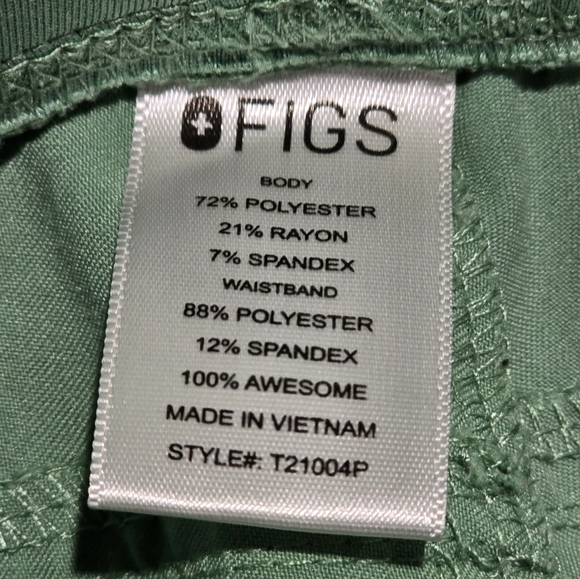 FIGS
BODY
72% POLYESTER
21% RAYON
7% SPANDEX
WAISTBAND
88% POLYESTER
12% SPANDEX
100% AWESOME
MADE IN VIETNAM
STYLE#: T21004P